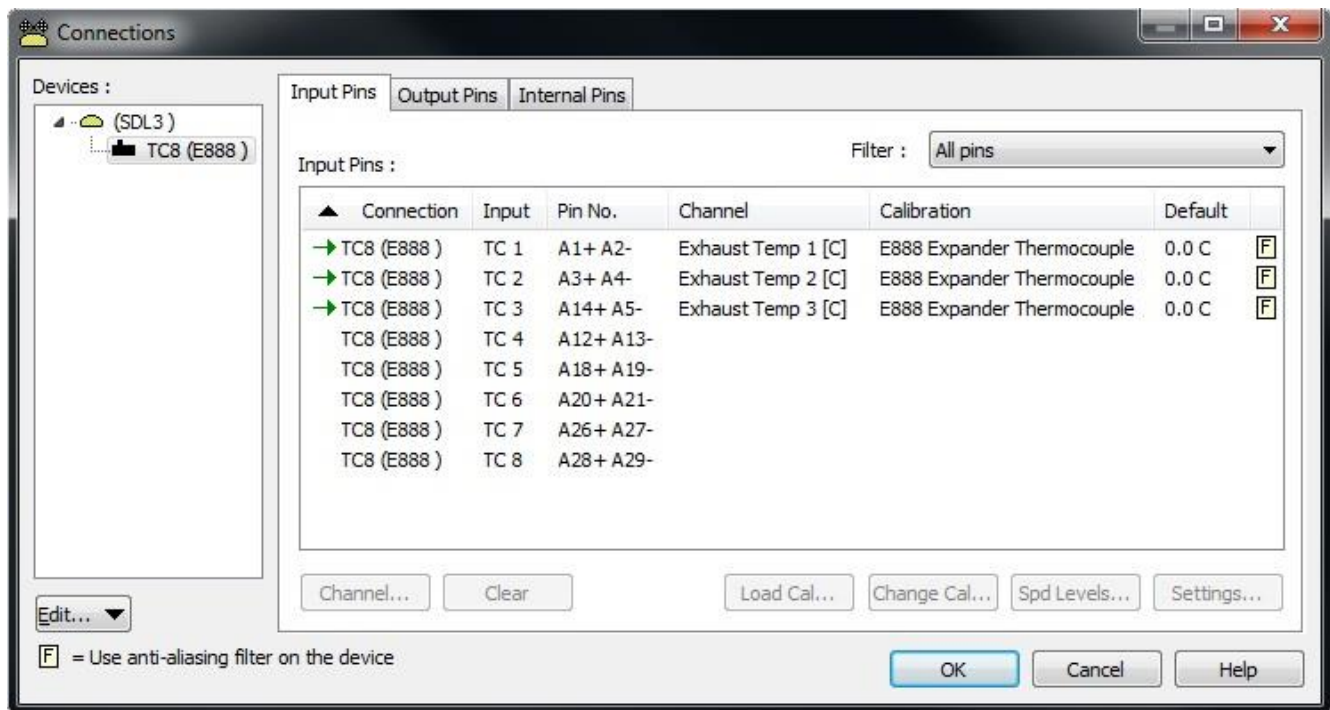 Connections
Devices :
(SDL3 )
TC8 (E888 )
Input Pins Output Pins Internal Pins
Filter : All pins
Input Pins :
Connection Input Pin No. Channel Calibration Default
TC8 (E888 ) TC 1 A1+ A2- Exhaust Temp 1 [C] E888 Expander Thermocouple 0.0 C F
TC8 (E888 ) TC 2 A3+ A4- Exhaust Temp 2 [C] E888 Expander Thermocouple 0.0 C F
TC8 (E888 ) TC 3 A14+ A5- Exhaust Temp 3 [C] E888 Expander Thermocouple 0.0 C F
TC8 (E888 ) TC 4 A12+ A13-
TC8 (E888 ) TC 5 A18+ A19-
TC8 (E888 ) TC 6 A20+ A21-
TC8 (E888 ) TC 7 A26+ A27-
TC8 (E888 ) TC 8 A28+ A29-
Channel... Clear Load Cal... Change Cal... Spd Levels... Settings...
Edit...
F = Use anti-aliasing filter on the device
OK Cancel Help